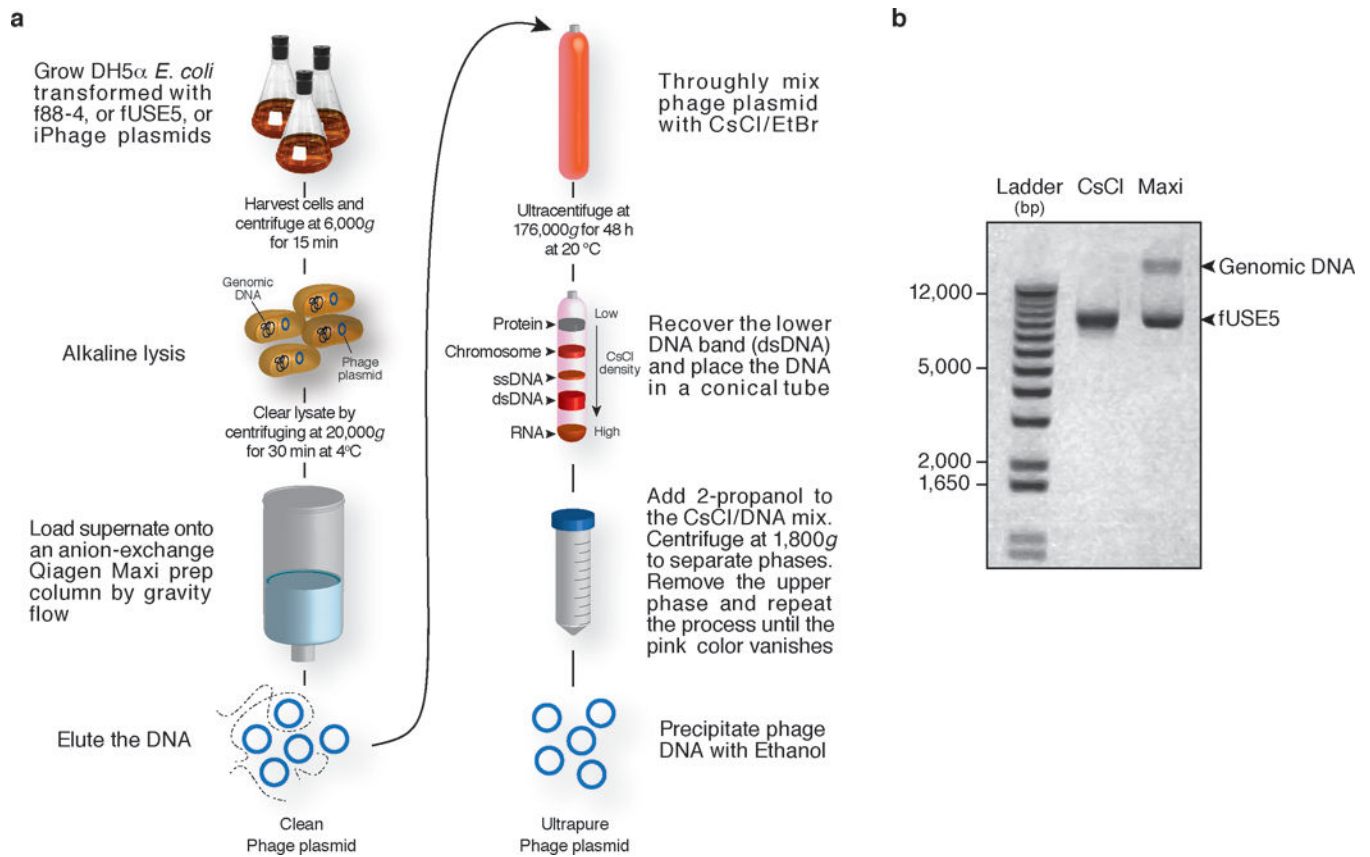 a
Grow DH5α E. coli
transformed with
f88-4, or fUSE5, or
iPhage plasmids
Harvest cells and
centrifuge at 6,000g
for 15 min
Genomic
DNA
Alkaline lysis
Phage
plasmid
Clear lysate by
centrifuging at 20,000g
for 30 min at 4ºC
Load supernate onto
an anion-exchange
Qiagen Maxi prep
column by gravity
flow
Elute the DNA
Clean
Phage plasmid
Throughly mix
phage plasmid
with CsCl/EtBr
Ultracentifuge at
176,000g for 48 h
at 20 °C
Protein
Chromosome
ssDNA
dsDNA
RNA
Low
CsCl
density
High
Recover the lower
DNA band (dsDNA)
and place the DNA
in a conical tube
Add 2-propanol to
the CsCl/DNA mix.
Centrifuge at 1,800g
to separate phases.
Remove the upper
phase and repeat
the process until the
pink color vanishes
Precipitate phage
DNA with Ethanol
Ultrapure
Phage plasmid
b
Ladder CsCl Maxi
(bp)
Genomic DNA
12,000
fUSE5
5,000
2,000
1,650